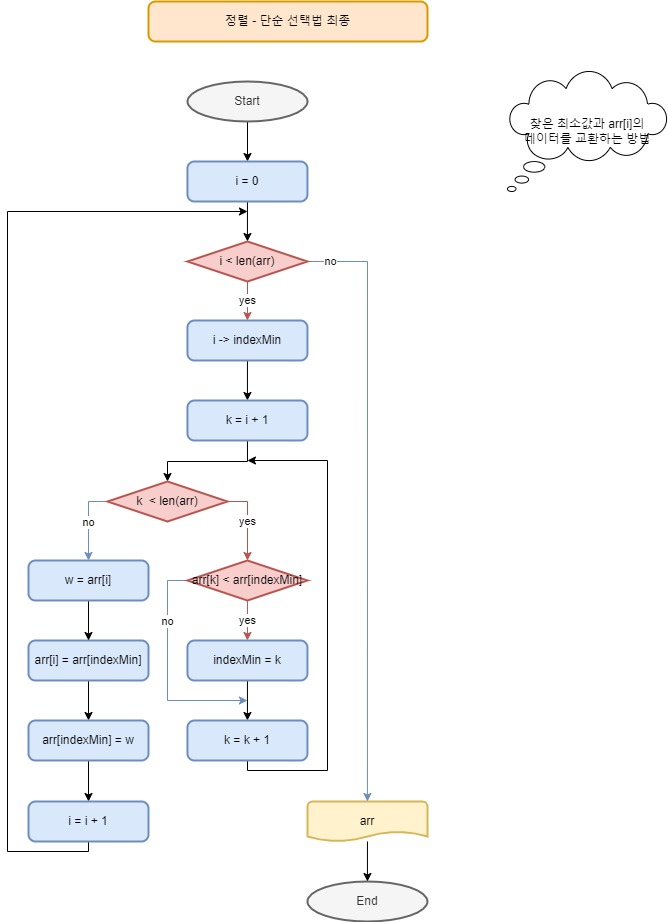 정렬 - 단순 선택법 최종
Start
찾은 최소값과 arr[i]의
데이터를 교환하는 방법
i = 0
i < len(arr)
no
yes
i -> indexMin
k = i + 1
k < len(arr)
no
yes
w = arr[i]
arr[k] < arr[indexMin]
no
yes
arr[i] = arr[indexMin]
indexMin = k
arr[indexMin] = w
k = k + 1
i = i + 1
arr
End